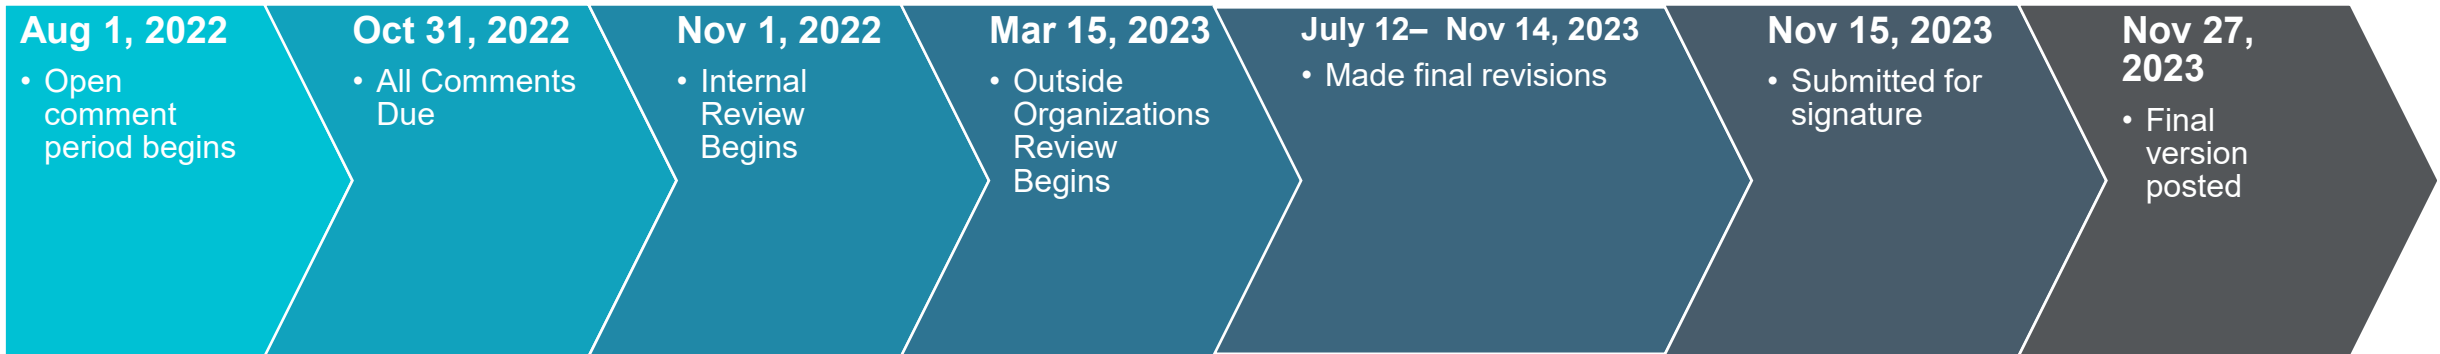 Aug 1, 2022
• Open
comment
period begins
Oct 31, 2022
• All Comments
Due
Nov 1, 2022
• Internal
Review
Begins
Mar 15, 2023
• Outside
Organizations
Review
Begins
July 12–  Nov 14, 2023
• Made final revisions
Nov 15, 2023
• Submitted for
signature
Nov 27,
2023
• Final
version
posted